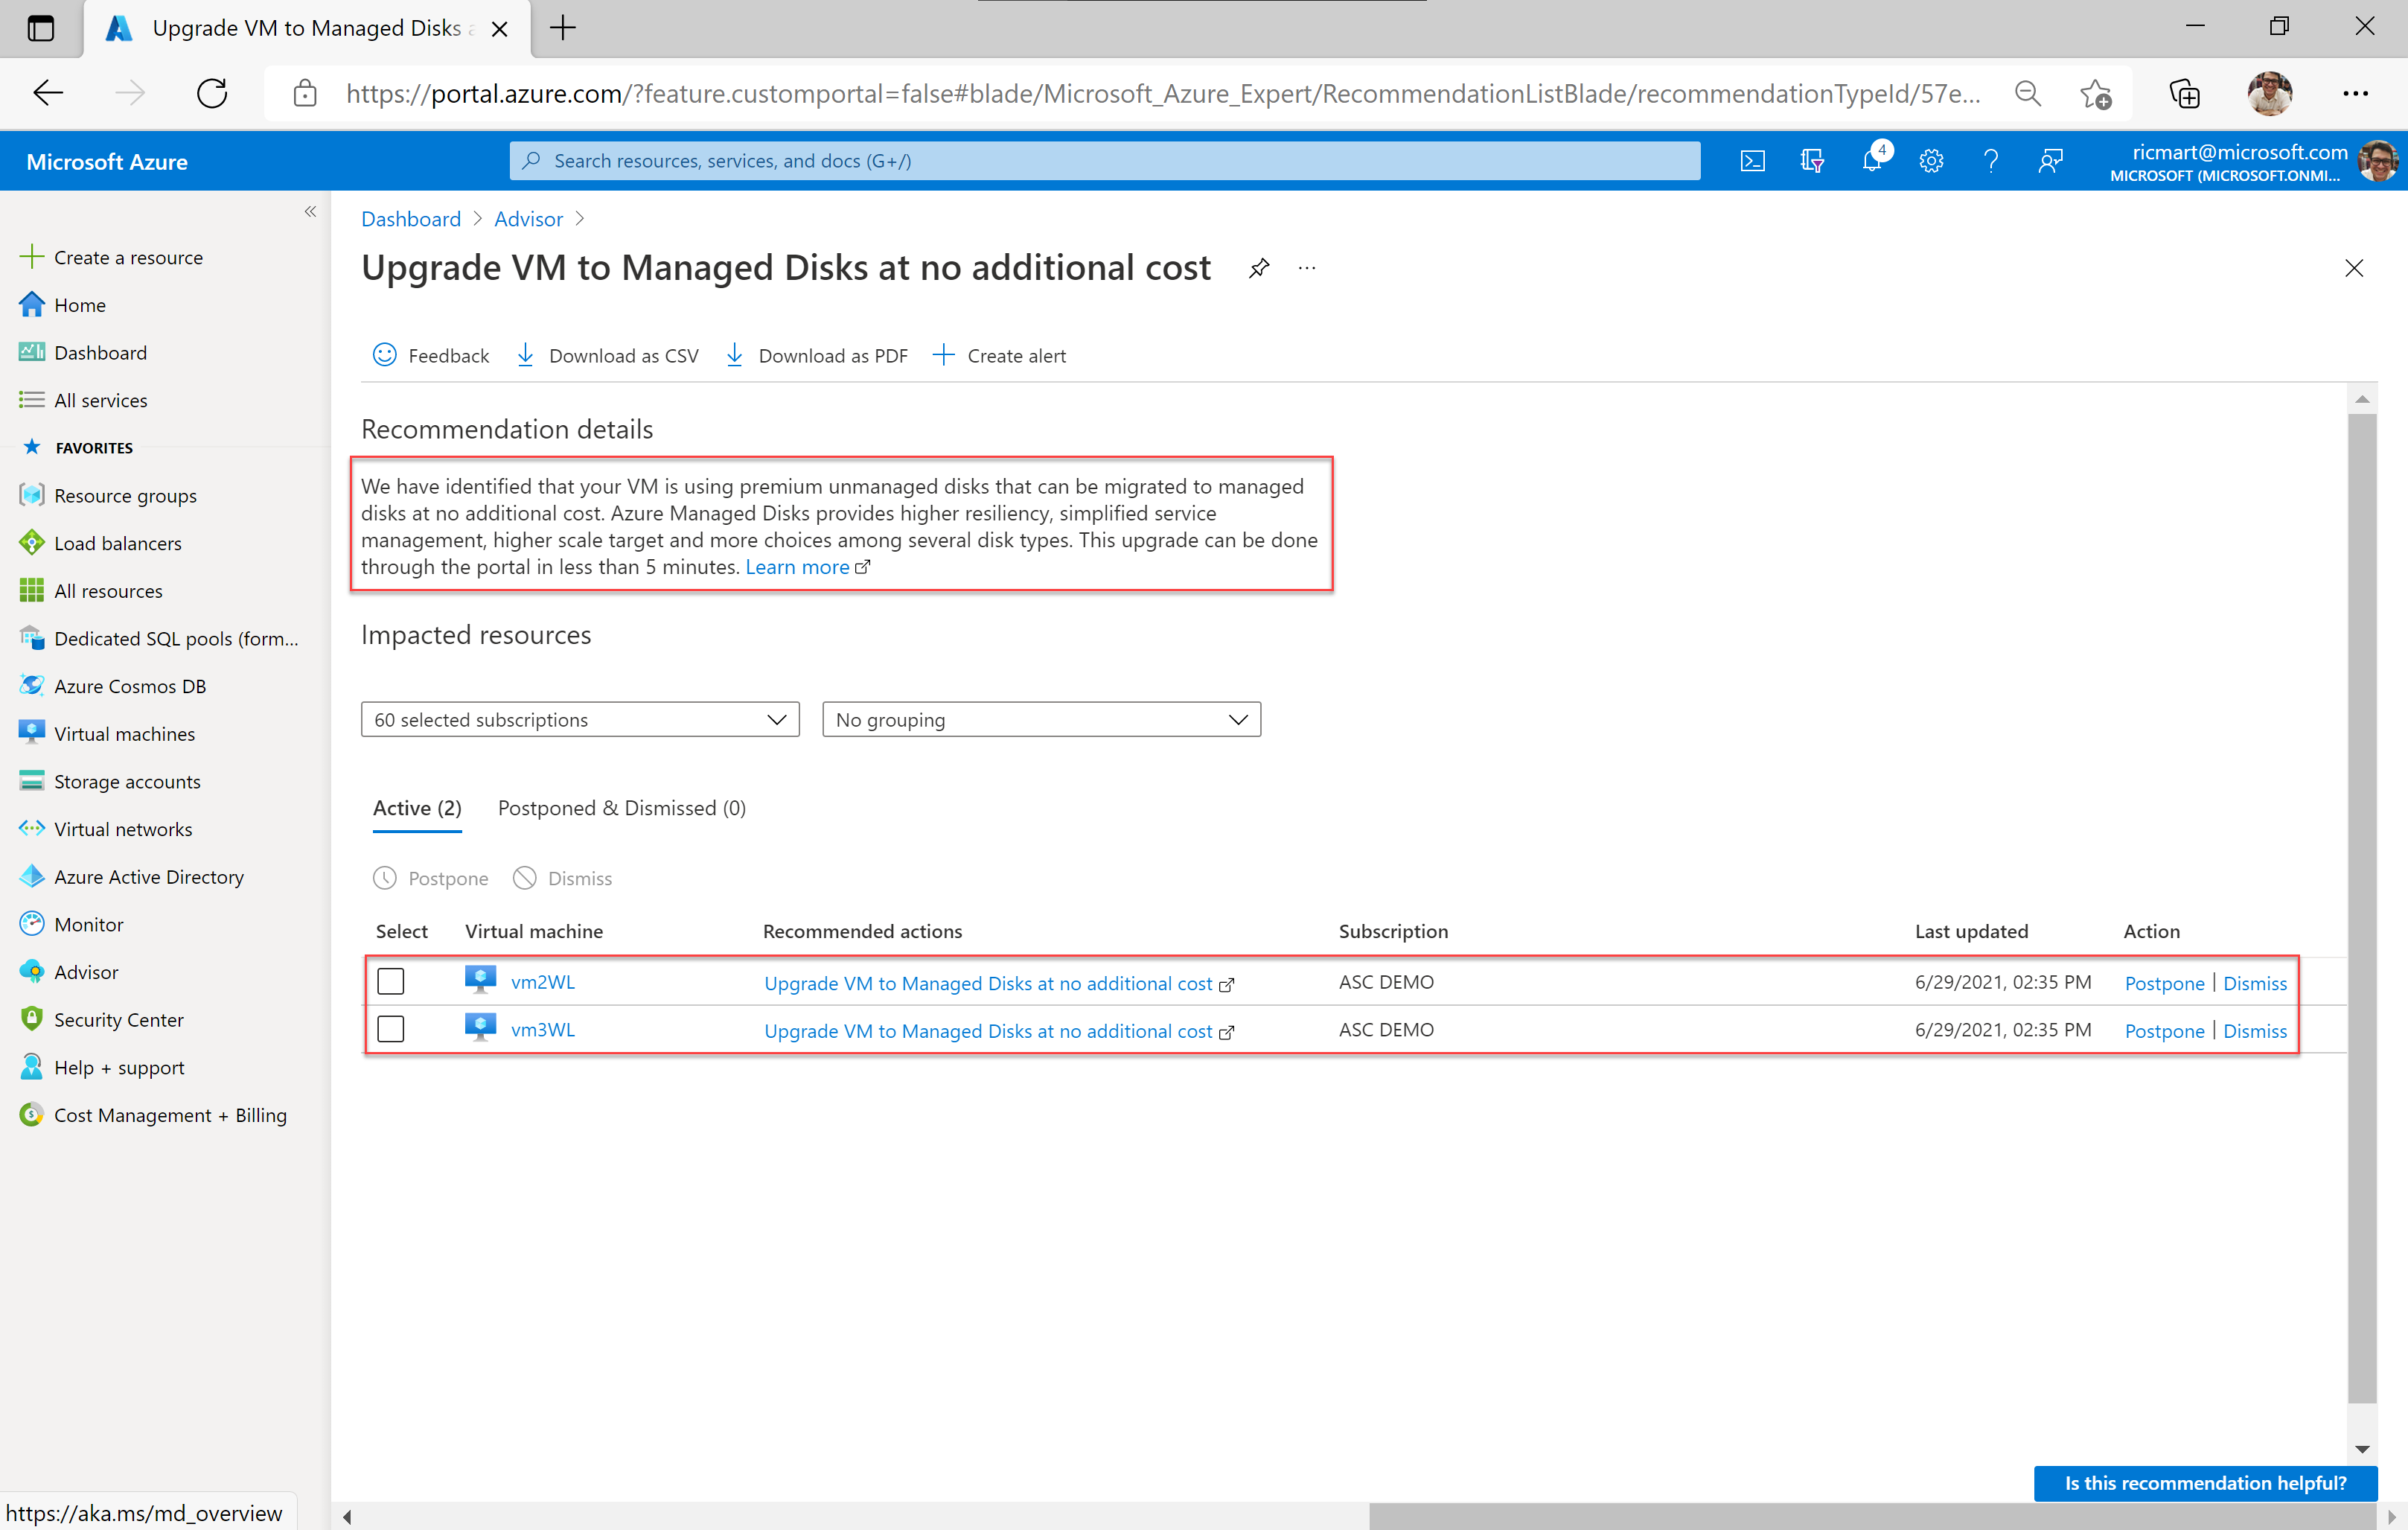 Upgrade VM to Managed Disks a
https://portal.azure.com/?feature.customportal=false#blade/Microsoft_Azure_Expert/RecommendationListBlade/recommendationTypeId/57e...
Microsoft Azure
Search resources, services, and docs (G+/)
4
ricmart@microsoft.com
MICROSOFT (MICROSOFT.ONMI...
Create a resource
Home
Dashboard
All services
FAVORITES
Resource groups
Load balancers
All resources
Dedicated SQL pools (form...
Azure Cosmos DB
Virtual machines
Storage accounts
Virtual networks
Azure Active Directory
Monitor
Advisor
Security Center
Help + support
Cost Management + Billing
https://aka.ms/md_overview
Dashboard > Advisor >
Upgrade VM to Managed Disks at no additional cost
Feedback Download as CSV Download as PDF Create alert
Recommendation details
We have identified that your VM is using premium unmanaged disks that can be migrated to managed
disks at no additional cost. Azure Managed Disks provides higher resiliency, simplified service
management, higher scale target and more choices among several disk types. This upgrade can be done
through the portal in less than 5 minutes. Learn more
Impacted resources
60 selected subscriptions No grouping
Active (2) Postponed & Dismissed (0)
Postpone Dismiss
Select Virtual machine Recommended actions Subscription Last updated Action
vm2WL Upgrade VM to Managed Disks at no additional cost ASC DEMO 6/29/2021, 02:35 PM Postpone | Dismiss
vm3WL Upgrade VM to Managed Disks at no additional cost ASC DEMO 6/29/2021, 02:35 PM Postpone | Dismiss
Is this recommendation helpful?